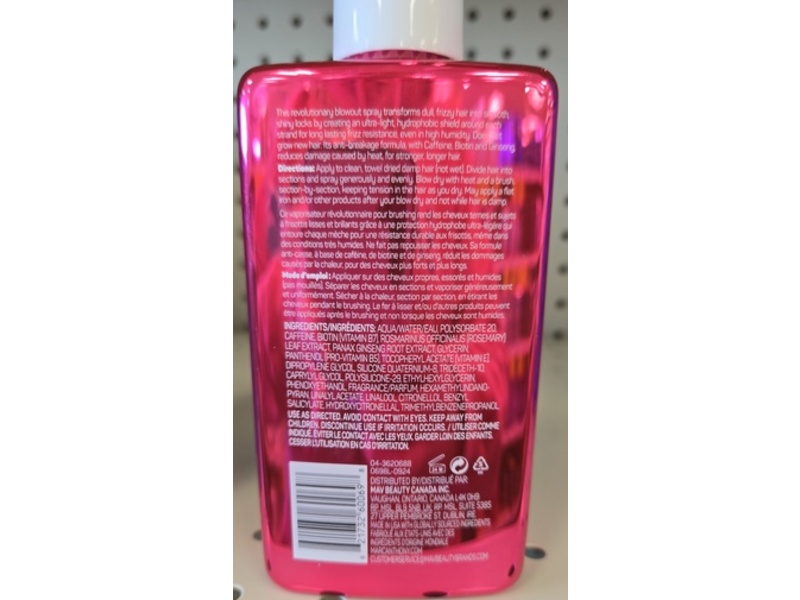 This revolutionary blowout spray transforms dull, frizzy hair into smooth,
shiny locks by creating an ultra-light, hydrophobic shield around each
strand for long lasting frizz resistance, even in high humidity. Does not
grow new hair. Its anti-breakage formula, with Caffeine, Biotin and Ginseng,
reduces damage caused by heat, for stronger, longer hair.
Directions: Apply to clean, towel dried damp hair (not wet). Divide hair into
sections and spray generously and evenly. Blow dry with heat and a brush,
section-by-section, keeping tension in the hair as you dry. May apply a flat
iron and/or other products after your blow dry and not while hair is damp.
Ce vaporisateur révolutionnaire pour brushing rend les cheveux ternes et sujets
à frisottis lisses et brillants grâce à une protection hydrophobe ultra-légère qui
entoure chaque mèche pour une résistance durable aux frisottis, même dans
des conditions très humides. Ne fait pas repousser les cheveux. Sa formule
anti-casse, à base de caféine, de biotine et de ginseng, réduit les dommages
causés par la chaleur, pour des cheveux plus forts et plus longs.
Mode d'emploi : Appliquer sur des cheveux propres, essorés et humides
(pas mouillés). Séparer les cheveux en sections et vaporiser généreusement
et uniformément. Sécher à la chaleur, section par section, en étirant les
cheveux pendant le brushing. Le fer à lisser et/ou d'autres produits peuvent
être appliqués après le brushing et non lorsque les cheveux sont humides.
INGREDIENTS/INGRÉDIENTS: AQUA/WATER/EAU, POLYSORBATE 20,
CAFFEINE, BIOTIN (VITAMIN B7), ROSMARINUS OFFICINALIS (ROSEMARY)
LEAF EXTRACT, PANAX GINSENG ROOT EXTRACT, GLYCERIN,
PANTHENOL (PRO-VITAMIN B5), TOCOPHERYL ACETATE (VITAMIN E),
DIPROPYLENE GLYCOL, SILICONE QUATERNIUM-8, TRIDECETH-10,
CAPRYLYL GLYCOL, POLYSILICONE-29, ETHYLHEXYLGLYCERIN,
PHENOXYETHANOL, FRAGRANCE/PARFUM, HEXAMETHYLINDANO-
PYRAN, LINALYL ACETATE, LINALOOL, CITRONELLOL, BENZYL
SALICYLATE, HYDROXYCITRONELLAL, TRIMETHYLBENZENEPROPANOL.
USE AS DIRECTED. AVOID CONTACT WITH EYES. KEEP AWAY FROM
CHILDREN. DISCONTINUE USE IF IRRITATION OCCURS. / UTILISER COMME
INDIQUÉ. ÉVITER LE CONTACT AVEC LES YEUX. GARDER LOIN DES ENFANTS.
CESSER L'UTILISATION EN CAS D'IRRITATION.
04-3620688
0698L-0924
DISTRIBUTED BY/DISTRIBUÉ PAR:
MAV BEAUTY CANADA INC.
VAUGHAN, ONTARIO, CANADA L4K 0H9
RP, MSL, BL9 5NB, UK. RP, MSL, SUITE 5385,
27 UPPER PEMBROKE ST, DUBLIN, IRE
MADE IN USA WITH GLOBALLY SOURCED INGREDIENTS
FABRIQUÉ AUX ÉTATS-UNIS AVEC DES
INGRÉDIENTS D'ORIGINE MONDIALE
MARCANTHONY.COM
CUSTOMERSERVICE@MAVBEAUTYBRANDS.COM
21732 60069